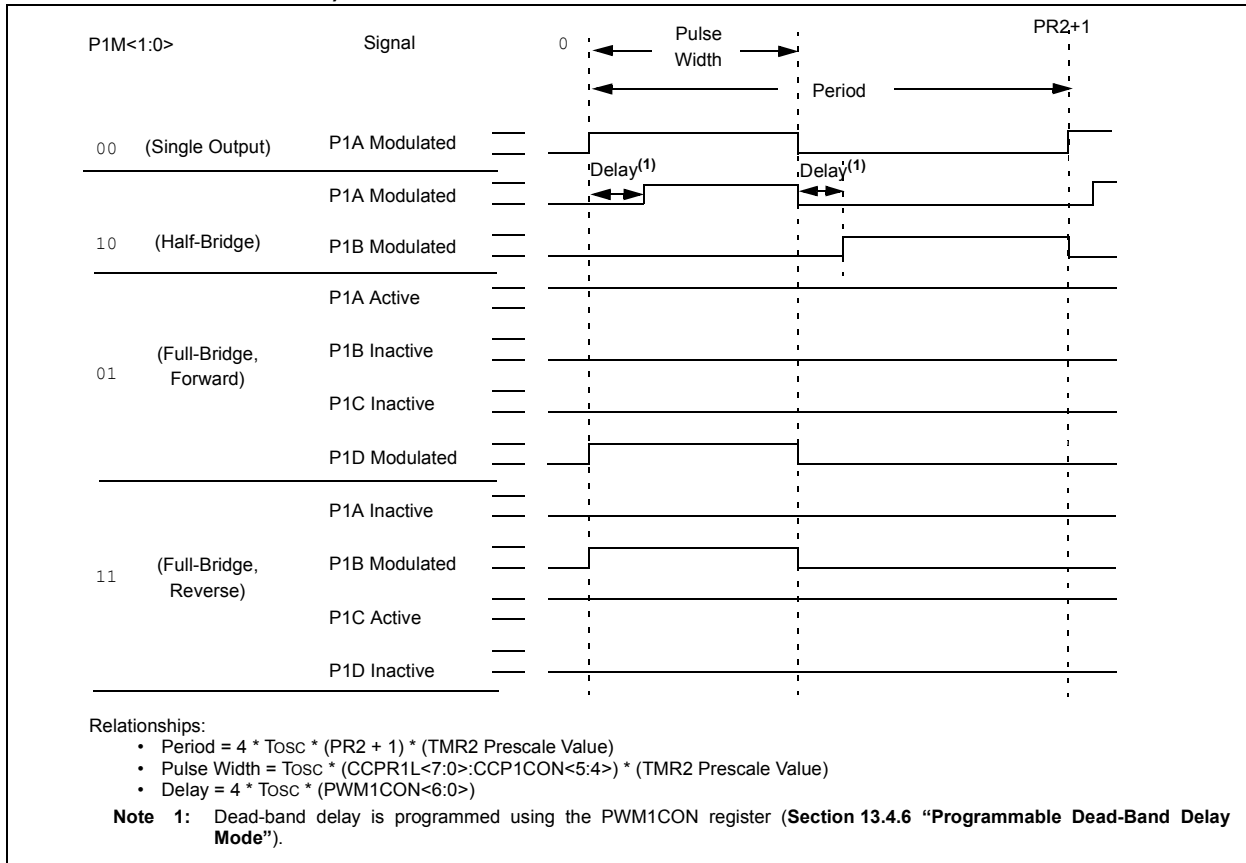 P1M<1:0> Signal 0 Pulse Width PR2+1
Period
00 (Single Output) P1A Modulated
Delay(1) Delay(1)
P1A Modulated
10 (Half-Bridge) P1B Modulated
P1A Active
01 (Full-Bridge, Forward) P1B Inactive
P1C Inactive
P1D Modulated
P1A Inactive
11 (Full-Bridge, Reverse) P1B Modulated
P1C Active
P1D Inactive
Relationships:
• Period = 4 * TOSC * (PR2 + 1) * (TMR2 Prescale Value)
• Pulse Width = TOSC * (CCPR1L<7:0>:CCP1CON<5:4>) * (TMR2 Prescale Value)
• Delay = 4 * TOSC * (PWM1CON<6:0>)
Note 1: Dead-band delay is programmed using the PWM1CON register (Section 13.4.6 “Programmable Dead-Band Delay
Mode”).